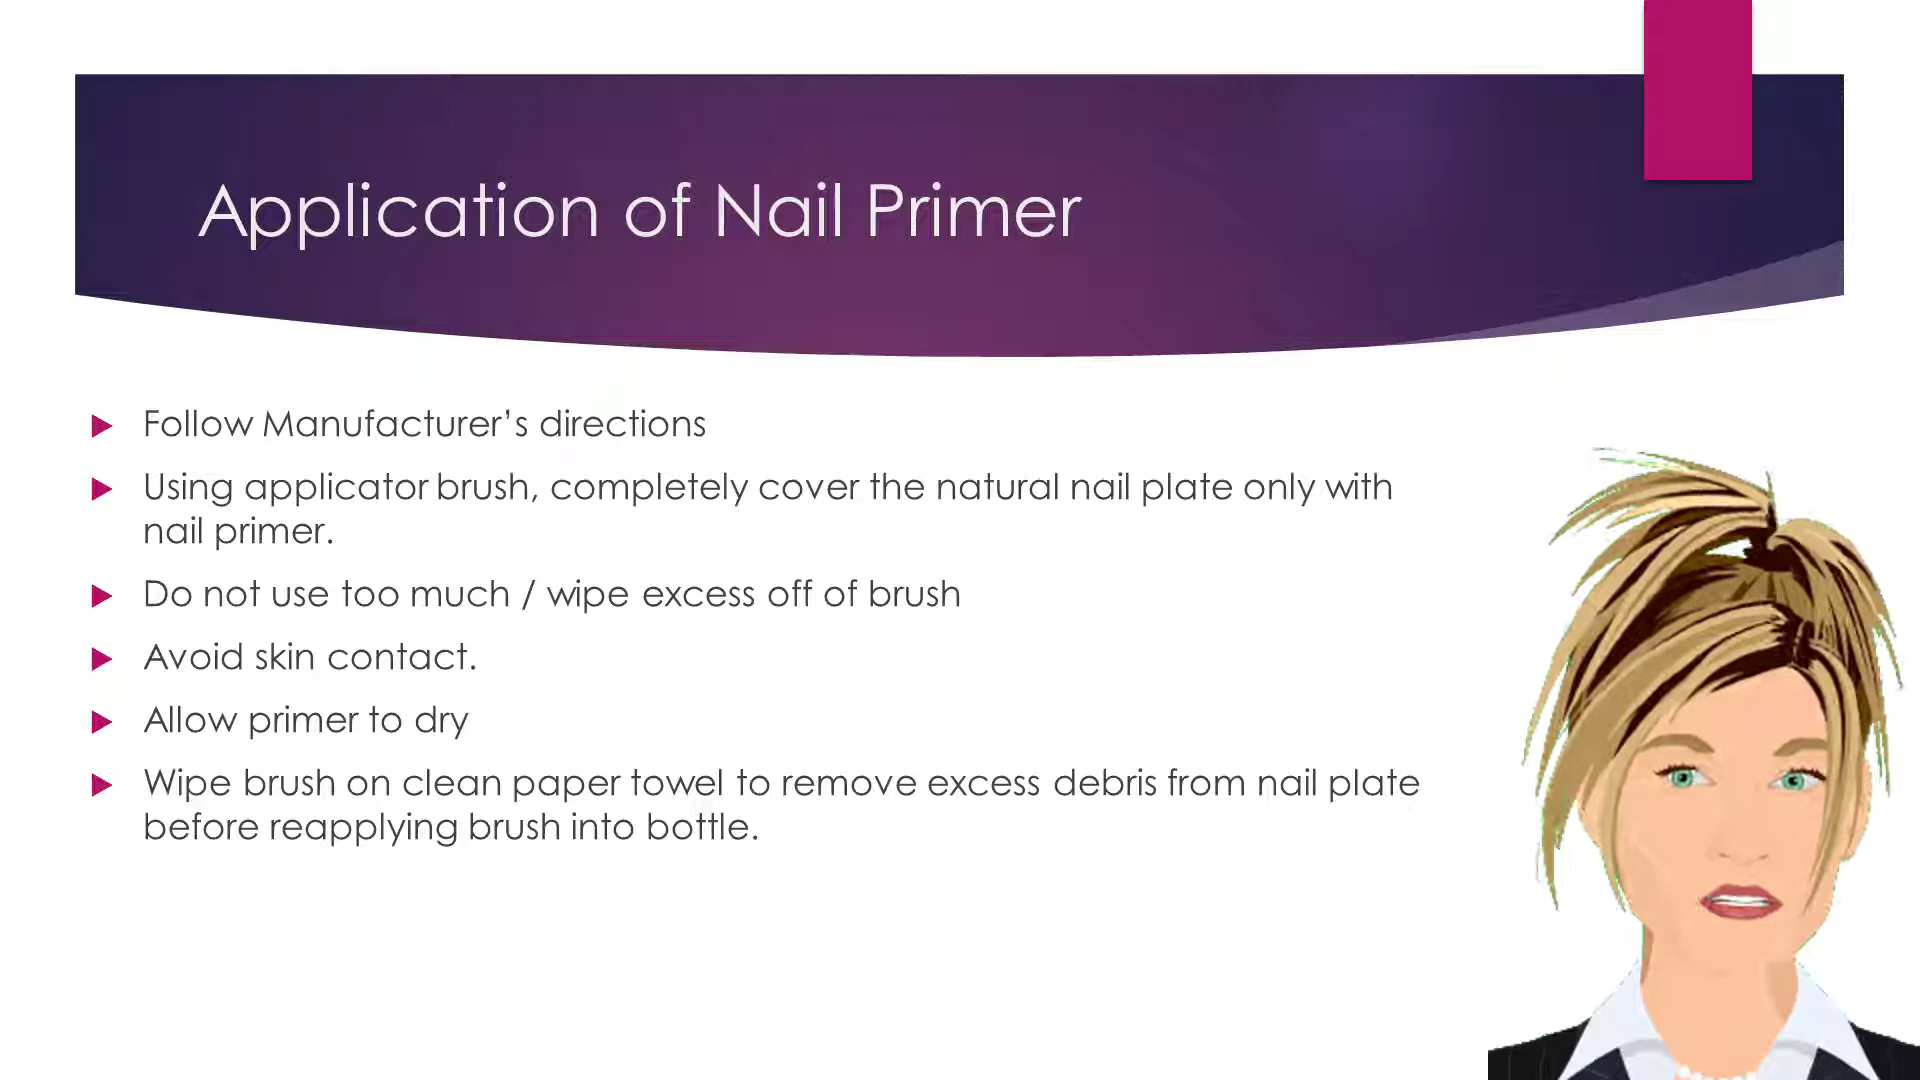 Application of Nail Primer
Follow Manufacturer’s directions
Using applicator brush, completely cover the natural nail plate only with
nail primer.
Do not use too much / wipe excess off of brush
Avoid skin contact.
Allow primer to dry
Wipe brush on clean paper towel to remove excess debris from nail plate
before reapplying brush into bottle.